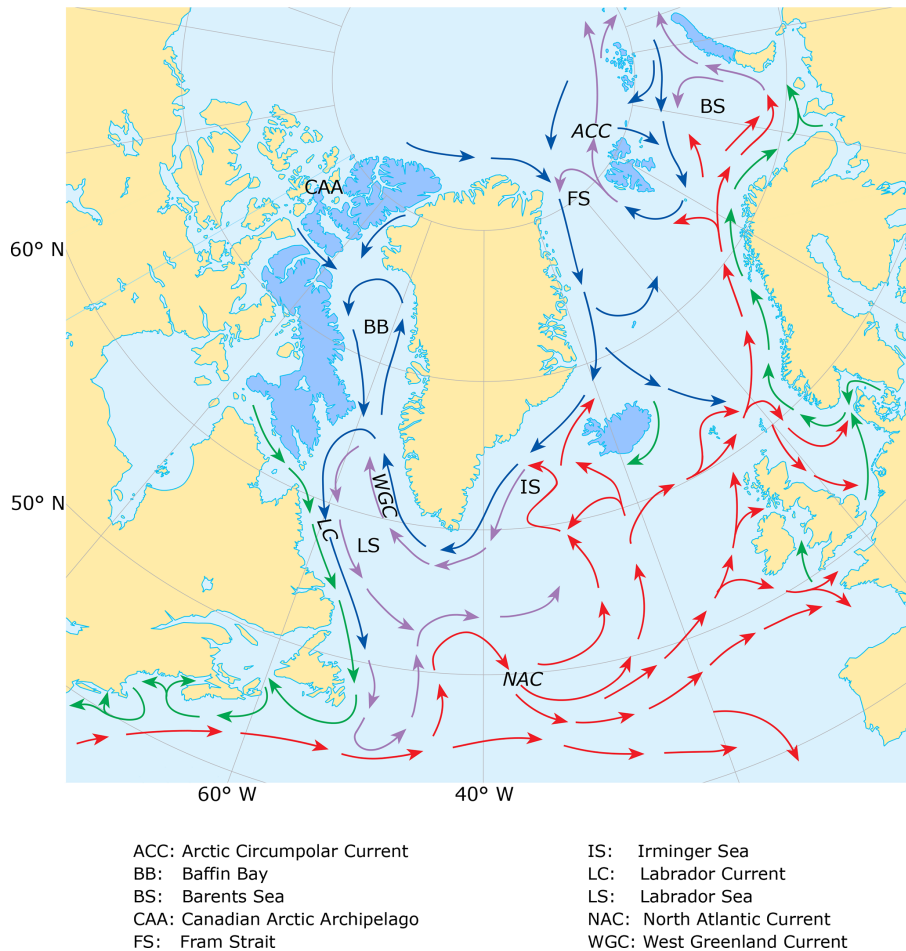 BS
ACC
CAA
FS
60° N
BB
WGC
IS
50° N
LC
LS
NAC
60° W
40° W
ACC: Arctic Circumpolar Current
BB: Baffin Bay
BS: Barents Sea
CAA: Canadian Arctic Archipelago
FS: Fram Strait
IS: Irminger Sea
LC: Labrador Current
LS: Labrador Sea
NAC: North Atlantic Current
WGC: West Greenland Current